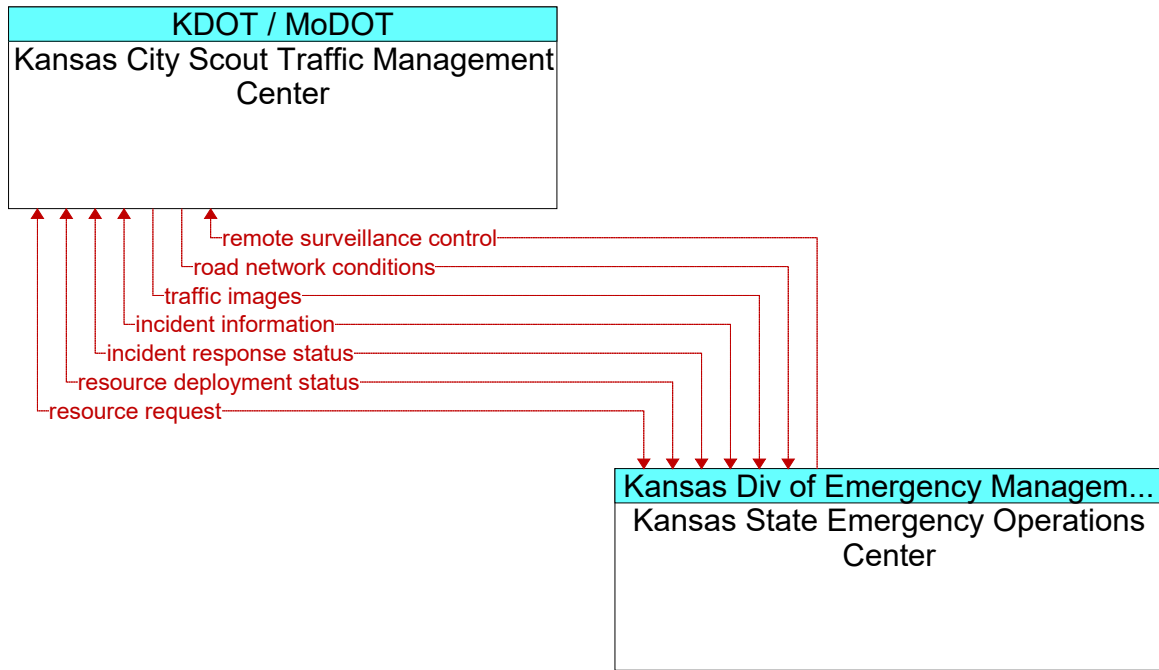 KDOT / MoDOT
Kansas City Scout Traffic Management
Center
remote surveillance control
road network conditions
traffic images
incident information
incident response status
resource deployment status
resource request
Kansas Div of Emergency Managem...
Kansas State Emergency Operations
Center